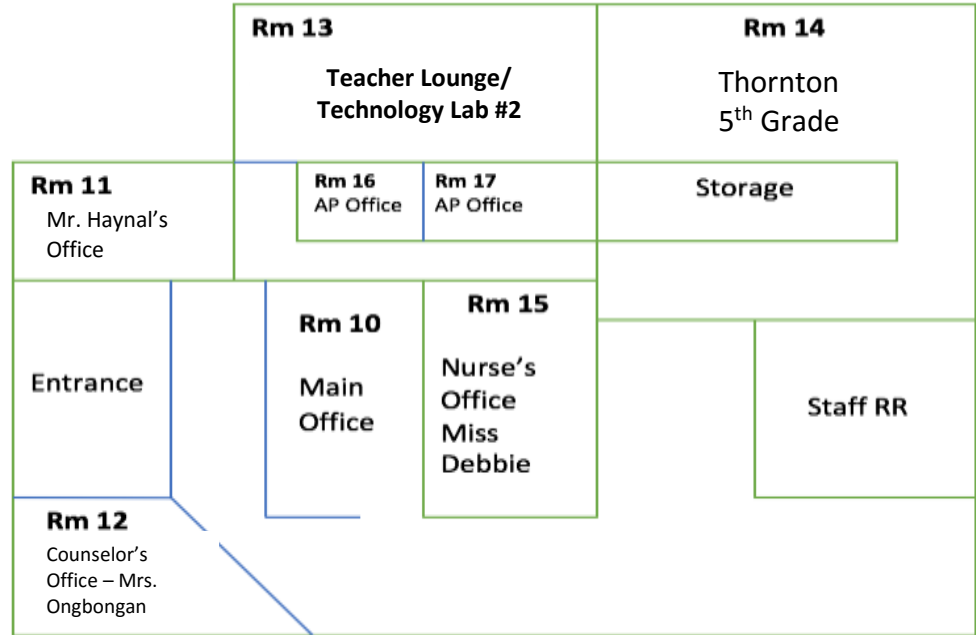 Rm 13
Teacher Lounge/
Technology Lab #2
Rm 14
Thornton
5th Grade
Rm 11
Mr. Haynal’s
Office
Rm 16
AP Office
Rm 17
AP Office
Storage
Entrance
Rm 10
Main
Office
Rm 15
Nurse’s
Office
Miss
Debbie
Staff RR
Rm 12
Counselor’s
Office – Mrs.
Ongbongan